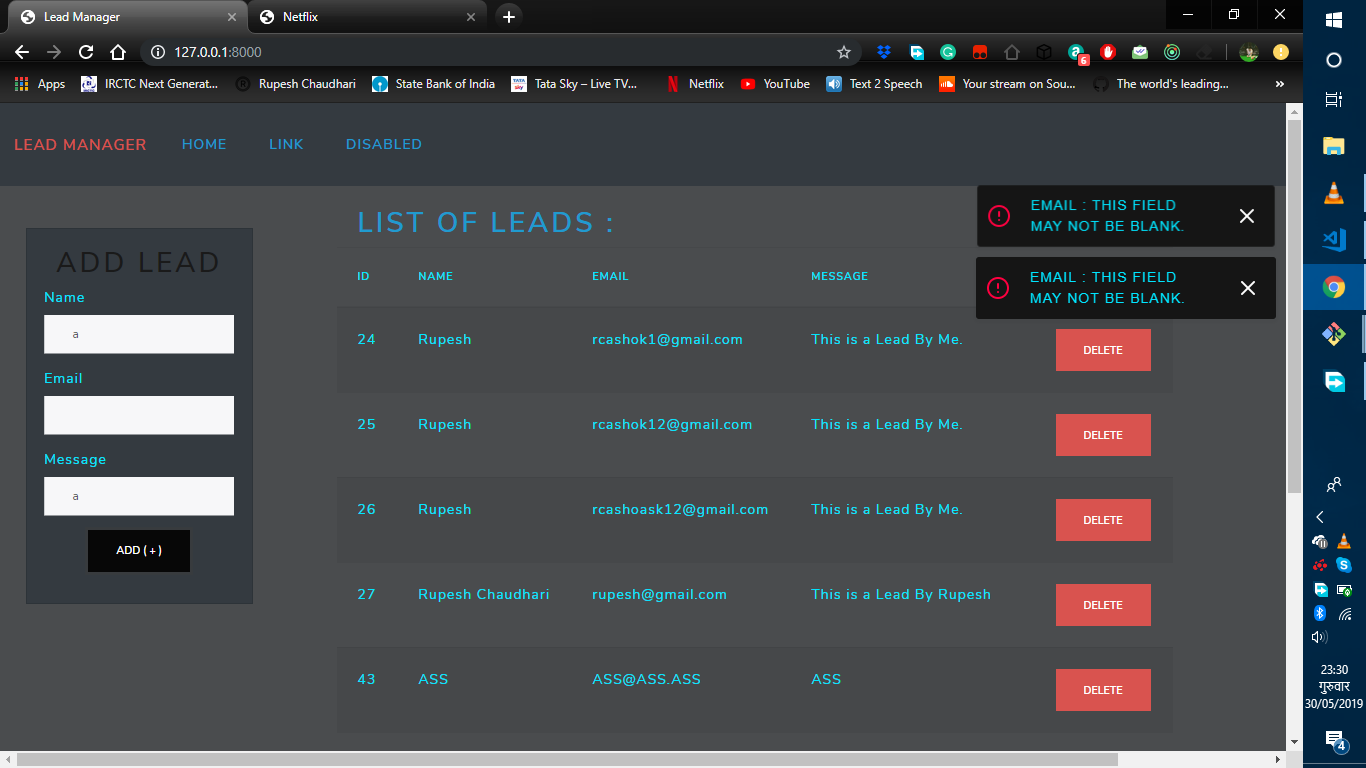 Lead Manager
Netflix
127.0.0.1:8000
6
Apps
IRCTC Next Generat...
Rupesh Chaudhari
State Bank of India
TATA sky
Tata Sky – Live TV...
Netflix
YouTube
Text 2 Speech
Your stream on Sou...
The world's leading...
»
LEAD MANAGER HOME LINK DISABLED
EMAIL : THIS FIELD
MAY NOT BE BLANK.
EMAIL : THIS FIELD
MAY NOT BE BLANK.
ADD LEAD
Name
a
Email
Message
a
ADD ( + )
LIST OF LEADS :
ID NAME EMAIL MESSAGE
24 Rupesh rcashok1@gmail.com This is a Lead By Me. DELETE
25 Rupesh rcashok12@gmail.com This is a Lead By Me. DELETE
26 Rupesh rcashoask12@gmail.com This is a Lead By Me. DELETE
27 Rupesh Chaudhari rupesh@gmail.com This is a Lead By Rupesh DELETE
43 ASS ASS@ASS.ASS ASS DELETE
23:30
गुरुवार
30/05/2019
4